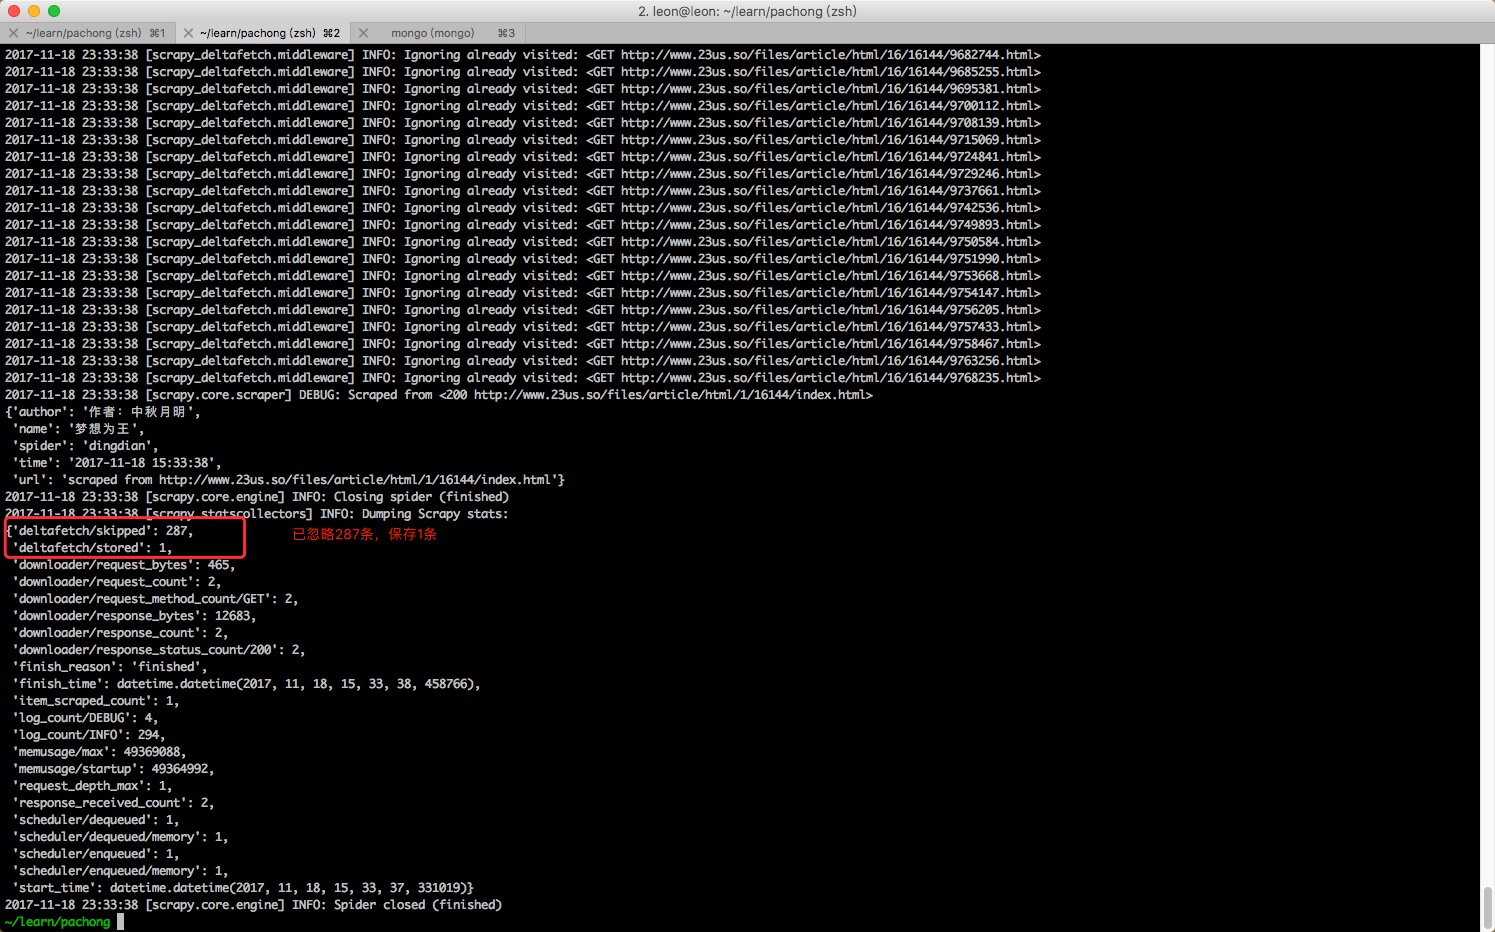 2. leon@leon: ~/learn/pachong (zsh)
~/learn/pachong (zsh) ⌘1 ~/learn/pachong (zsh) ⌘2 mongo (mongo) ⌘3
2017-11-18 23:33:38 [scrapy_deltafetch.middleware] INFO: Ignoring already visited: <GET http://www.23us.so/files/article/html/16/16144/9682744.html>
2017-11-18 23:33:38 [scrapy_deltafetch.middleware] INFO: Ignoring already visited: <GET http://www.23us.so/files/article/html/16/16144/9685255.html>
2017-11-18 23:33:38 [scrapy_deltafetch.middleware] INFO: Ignoring already visited: <GET http://www.23us.so/files/article/html/16/16144/9695381.html>
2017-11-18 23:33:38 [scrapy_deltafetch.middleware] INFO: Ignoring already visited: <GET http://www.23us.so/files/article/html/16/16144/9700112.html>
2017-11-18 23:33:38 [scrapy_deltafetch.middleware] INFO: Ignoring already visited: <GET http://www.23us.so/files/article/html/16/16144/9708139.html>
2017-11-18 23:33:38 [scrapy_deltafetch.middleware] INFO: Ignoring already visited: <GET http://www.23us.so/files/article/html/16/16144/9715069.html>
2017-11-18 23:33:38 [scrapy_deltafetch.middleware] INFO: Ignoring already visited: <GET http://www.23us.so/files/article/html/16/16144/9724841.html>
2017-11-18 23:33:38 [scrapy_deltafetch.middleware] INFO: Ignoring already visited: <GET http://www.23us.so/files/article/html/16/16144/9729246.html>
2017-11-18 23:33:38 [scrapy_deltafetch.middleware] INFO: Ignoring already visited: <GET http://www.23us.so/files/article/html/16/16144/9737661.html>
2017-11-18 23:33:38 [scrapy_deltafetch.middleware] INFO: Ignoring already visited: <GET http://www.23us.so/files/article/html/16/16144/9742536.html>
2017-11-18 23:33:38 [scrapy_deltafetch.middleware] INFO: Ignoring already visited: <GET http://www.23us.so/files/article/html/16/16144/9749893.html>
2017-11-18 23:33:38 [scrapy_deltafetch.middleware] INFO: Ignoring already visited: <GET http://www.23us.so/files/article/html/16/16144/9750584.html>
2017-11-18 23:33:38 [scrapy_deltafetch.middleware] INFO: Ignoring already visited: <GET http://www.23us.so/files/article/html/16/16144/9751990.html>
2017-11-18 23:33:38 [scrapy_deltafetch.middleware] INFO: Ignoring already visited: <GET http://www.23us.so/files/article/html/16/16144/9753668.html>
2017-11-18 23:33:38 [scrapy_deltafetch.middleware] INFO: Ignoring already visited: <GET http://www.23us.so/files/article/html/16/16144/9754147.html>
2017-11-18 23:33:38 [scrapy_deltafetch.middleware] INFO: Ignoring already visited: <GET http://www.23us.so/files/article/html/16/16144/9756205.html>
2017-11-18 23:33:38 [scrapy_deltafetch.middleware] INFO: Ignoring already visited: <GET http://www.23us.so/files/article/html/16/16144/9757433.html>
2017-11-18 23:33:38 [scrapy_deltafetch.middleware] INFO: Ignoring already visited: <GET http://www.23us.so/files/article/html/16/16144/9758467.html>
2017-11-18 23:33:38 [scrapy_deltafetch.middleware] INFO: Ignoring already visited: <GET http://www.23us.so/files/article/html/16/16144/9763256.html>
2017-11-18 23:33:38 [scrapy_deltafetch.middleware] INFO: Ignoring already visited: <GET http://www.23us.so/files/article/html/16/16144/9768235.html>
2017-11-18 23:33:38 [scrapy.core.scraper] DEBUG: Scraped from <200 http://www.23us.so/files/article/html/1/16144/index.html>
{'author': '作者：中秋月明',
'name': '梦想为王',
'spider': 'dingdian',
'time': '2017-11-18 15:33:38',
'url': 'scraped from http://www.23us.so/files/article/html/1/16144/index.html'}
2017-11-18 23:33:38 [scrapy.core.engine] INFO: Closing spider (finished)
2017-11-18 23:33:38 [scrapy.statscollectors] INFO: Dumping Scrapy stats:
{'deltafetch/skipped': 287, 已忽略287条，保存1条
'deltafetch/stored': 1,
'downloader/request_bytes': 465,
'downloader/request_count': 2,
'downloader/request_method_count/GET': 2,
'downloader/response_bytes': 12683,
'downloader/response_count': 2,
'downloader/response_status_count/200': 2,
'finish_reason': 'finished',
'finish_time': datetime.datetime(2017, 11, 18, 15, 33, 38, 458766),
'item_scraped_count': 1,
'log_count/DEBUG': 4,
'log_count/INFO': 294,
'memusage/max': 49369088,
'memusage/startup': 49364992,
'request_depth_max': 1,
'response_received_count': 2,
'scheduler/dequeued': 1,
'scheduler/dequeued/memory': 1,
'scheduler/enqueued': 1,
'scheduler/enqueued/memory': 1,
'start_time': datetime.datetime(2017, 11, 18, 15, 33, 37, 331019)}
2017-11-18 23:33:38 [scrapy.core.engine] INFO: Spider closed (finished)
~/learn/pachong